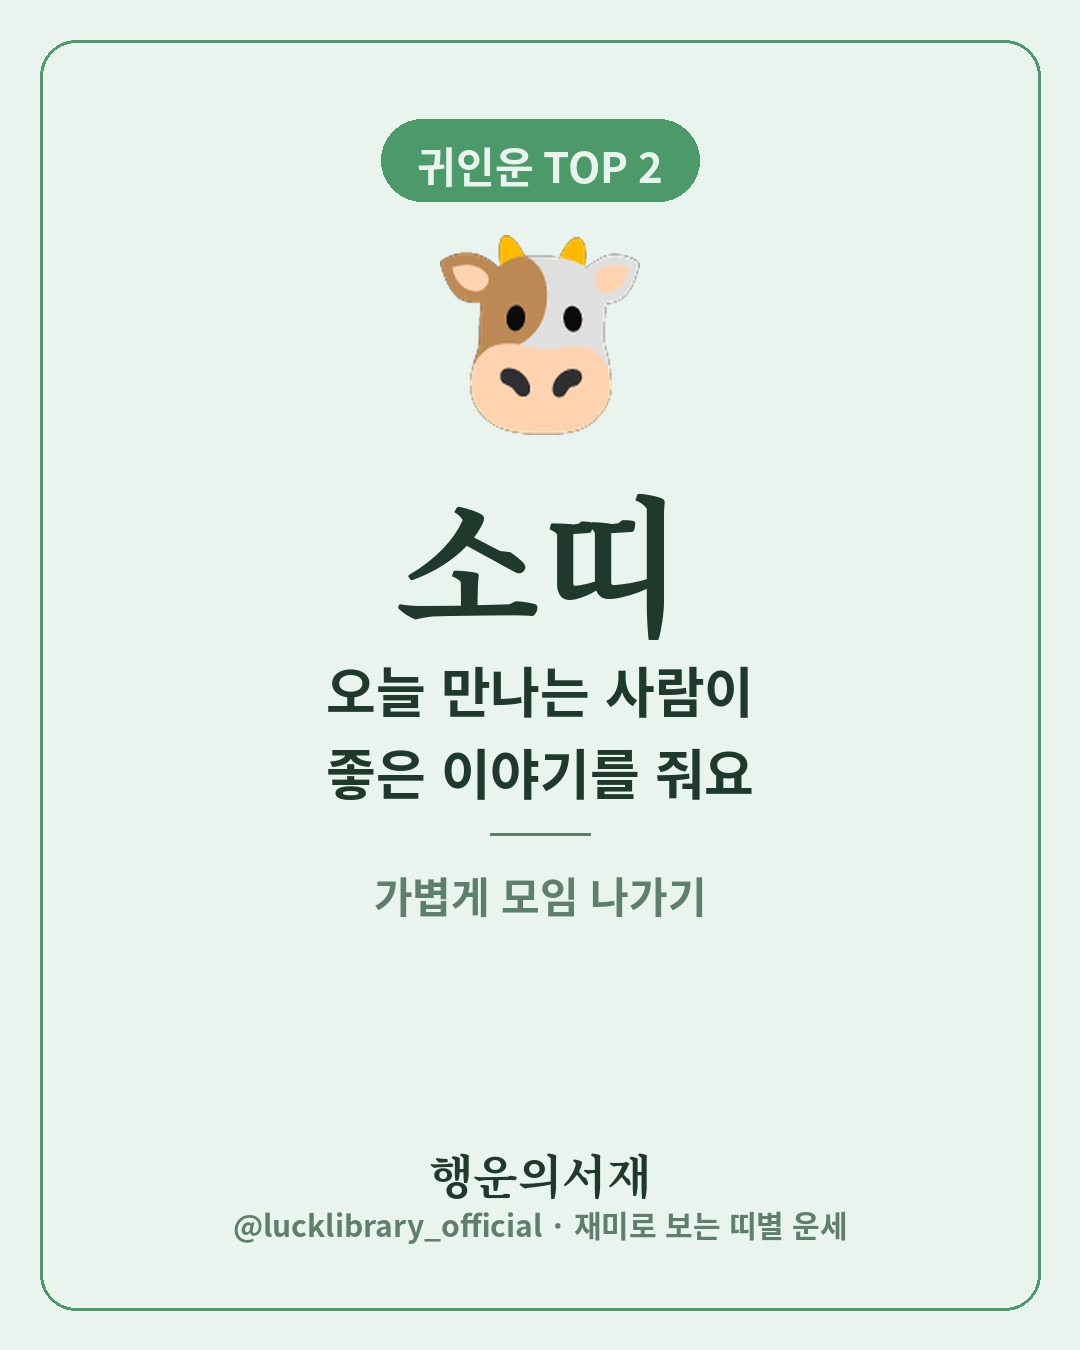 귀인운 TOP 2
소띠
오늘 만나는 사람이
좋은 이야기를 줘요
가볍게 모임 나가기
행운의서재
@lucklibrary_official · 재미로 보는 띠별 운세